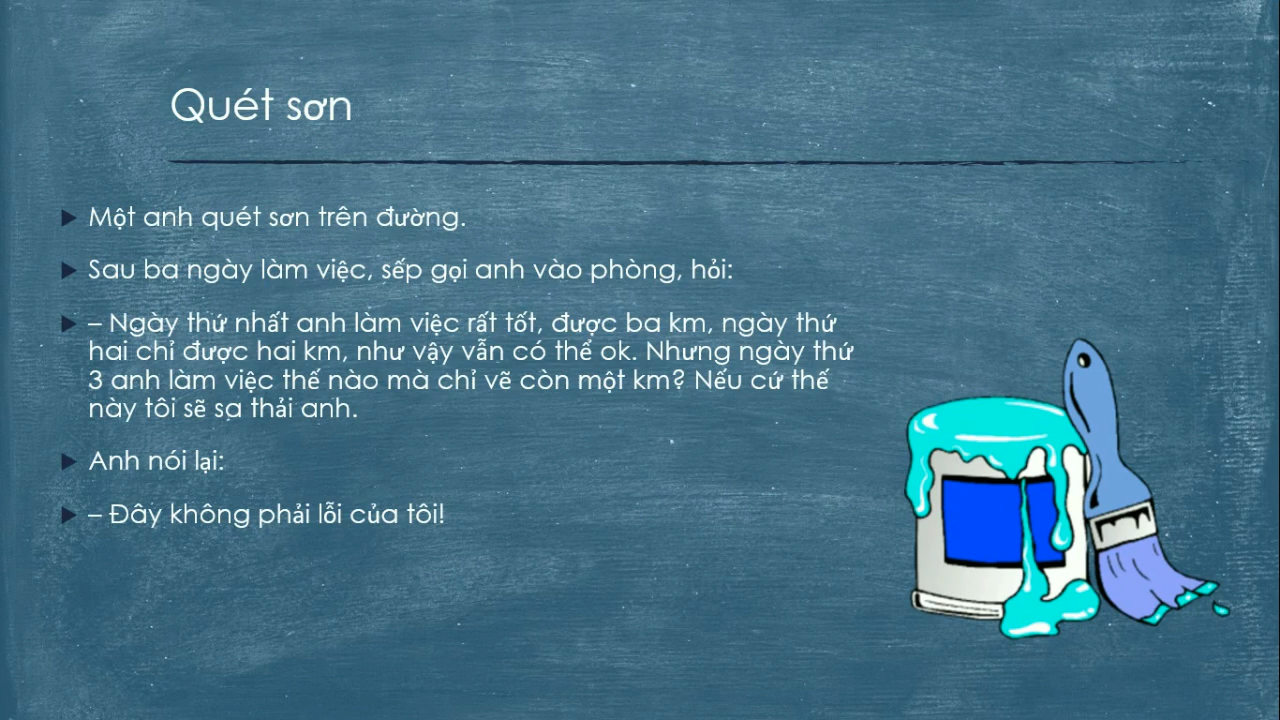 Quét sơn
Một anh quét sơn trên đường.
Sau ba ngày làm việc, sếp gọi anh vào phòng, hỏi:
– Ngày thứ nhất anh làm việc rất tốt, được ba km, ngày thứ
hai chỉ được hai km, như vậy vẫn có thể ok. Nhưng ngày thứ
3 anh làm việc thế nào mà chỉ vẽ còn một km? Nếu cứ thế
này tôi sẽ sa thải anh.
Anh nói lại:
– Đây không phải lỗi của tôi!